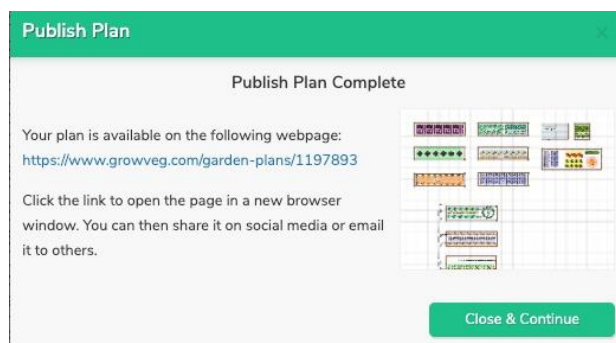 Publish Plan
Publish Plan Complete
Your plan is available on the following webpage:
https://www.growveg.com/garden-plans/1197893
Click the link to open the page in a new browser
window. You can then share it on social media or email
it to others.
Close & Continue